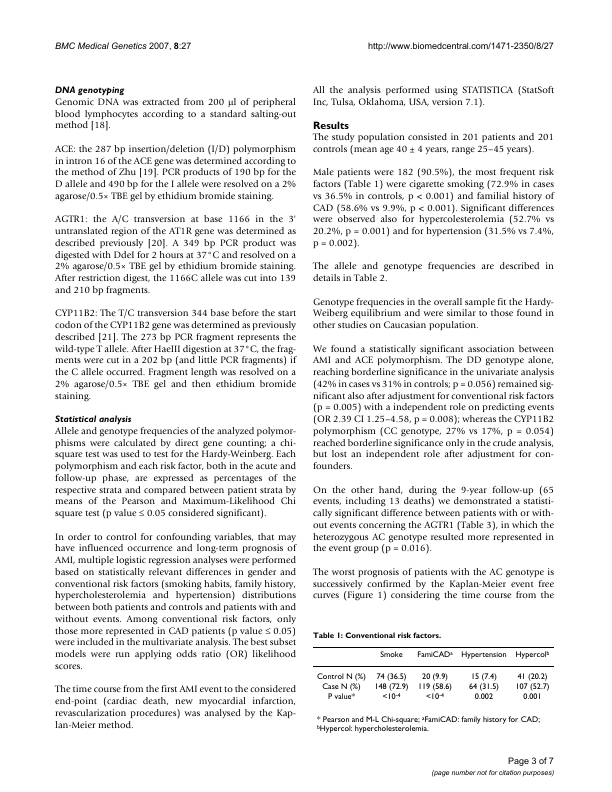 BMC Medical Genetics 2007, 8:27
http://www.biomedcentral.com/1471-2350/8/27
DNA genotyping
Genomic DNA was extracted from 200 μl of peripheral
blood lymphocytes according to a standard salting-out
method [18].
ACE: the 287 bp insertion/deletion (I/D) polymorphism
in intron 16 of the ACE gene was determined according to
the method of Zhu [19]. PCR products of 190 bp for the
D allele and 490 bp for the I allele were resolved on a 2%
agarose/0.5× TBE gel by ethidium bromide staining.
AGTR1: the A/C transversion at base 1166 in the 3'
untranslated region of the AT1R gene was determined as
described previously [20]. A 349 bp PCR product was
digested with DdeI for 2 hours at 37°C and resolved on a
2% agarose/0.5× TBE gel by ethidium bromide staining.
After restriction digest, the 1166C allele was cut into 139
and 210 bp fragments.
CYP11B2: The T/C transversion 344 base before the start
codon of the CYP11B2 gene was determined as previously
described [21]. The 273 bp PCR fragment represents the
wild-type T allele. After HaeIII digestion at 37°C, the frag-
ments were cut in a 202 bp (and little PCR fragments) if
the C allele occurred. Fragment length was resolved on a
2% agarose/0.5× TBE gel and then ethidium bromide
staining.
Statistical analysis
Allele and genotype frequencies of the analyzed polymor-
phisms were calculated by direct gene counting; a chi-
square test was used to test for the Hardy-Weinberg. Each
polymorphism and each risk factor, both in the acute and
follow-up phase, are expressed as percentages of the
respective strata and compared between patient strata by
means of the Pearson and Maximum-Likelihood Chi
square test (p value ≤ 0.05 considered significant).
In order to control for confounding variables, that may
have influenced occurrence and long-term prognosis of
AMI, multiple logistic regression analyses were performed
based on statistically relevant differences in gender and
conventional risk factors (smoking habits, family history,
hypercholesterolemia and hypertension) distributions
between both patients and controls and patients with and
without events. Among conventional risk factors, only
those more represented in CAD patients (p value ≤ 0.05)
were included in the multivariate analysis. The best subset
models were run applying odds ratio (OR) likelihood
scores.
The time course from the first AMI event to the considered
end-point (cardiac death, new myocardial infarction,
revascularization procedures) was analysed by the Kap-
lan-Meier method.
All the analysis performed using STATISTICA (StatSoft
Inc, Tulsa, Oklahoma, USA, version 7.1).
Results
The study population consisted in 201 patients and 201
controls (mean age 40 ± 4 years, range 25–45 years).
Male patients were 182 (90.5%), the most frequent risk
factors (Table 1) were cigarette smoking (72.9% in cases
vs 36.5% in controls, p < 0.001) and familial history of
CAD (58.6% vs 9.9%, p < 0.001). Significant differences
were observed also for hypercolesterolemia (52.7% vs
20.2%, p = 0.001) and for hypertension (31.5% vs 7.4%,
p = 0.002).
The allele and genotype frequencies are described in
details in Table 2.
Genotype frequencies in the overall sample fit the Hardy-
Weiberg equilibrium and were similar to those found in
other studies on Caucasian population.
We found a statistically significant association between
AMI and ACE polymorphism. The DD genotype alone,
reaching borderline significance in the univariate analysis
(42% in cases vs 31% in controls; p = 0.056) remained sig-
nificant also after adjustment for conventional risk factors
(p = 0.005) with a independent role on predicting events
(OR 2.39 CI 1.25–4.58, p = 0.008); whereas the CYP11B2
polymorphism (CC genotype, 27% vs 17%, p = 0.054)
reached borderline significance only in the crude analysis,
but lost an independent role after adjustment for con-
founders.
On the other hand, during the 9-year follow-up (65
events, including 13 deaths) we demonstrated a statisti-
cally significant difference between patients with or with-
out events concerning the AGTR1 (Table 3), in which the
heterozygous AC genotype resulted more represented in
the event group (p = 0.016).
The worst prognosis of patients with the AC genotype is
successively confirmed by the Kaplan-Meier event free
curves (Figure 1) considering the time course from the
Table 1: Conventional risk factors.
Smoke FamiCADa Hypertension Hypercolb
Control N (%) 74 (36.5) 20 (9.9) 15 (7.4) 41 (20.2)
Case N (%) 148 (72.9) 119 (58.6) 64 (31.5) 107 (52.7)
P value* <10-4 <10-4 0.002 0.001
* Pearson and M-L Chi-square; aFamiCAD: family history for CAD;
bHypercol: hypercholesterolemia.
Page 3 of 7
(page number not for citation purposes)